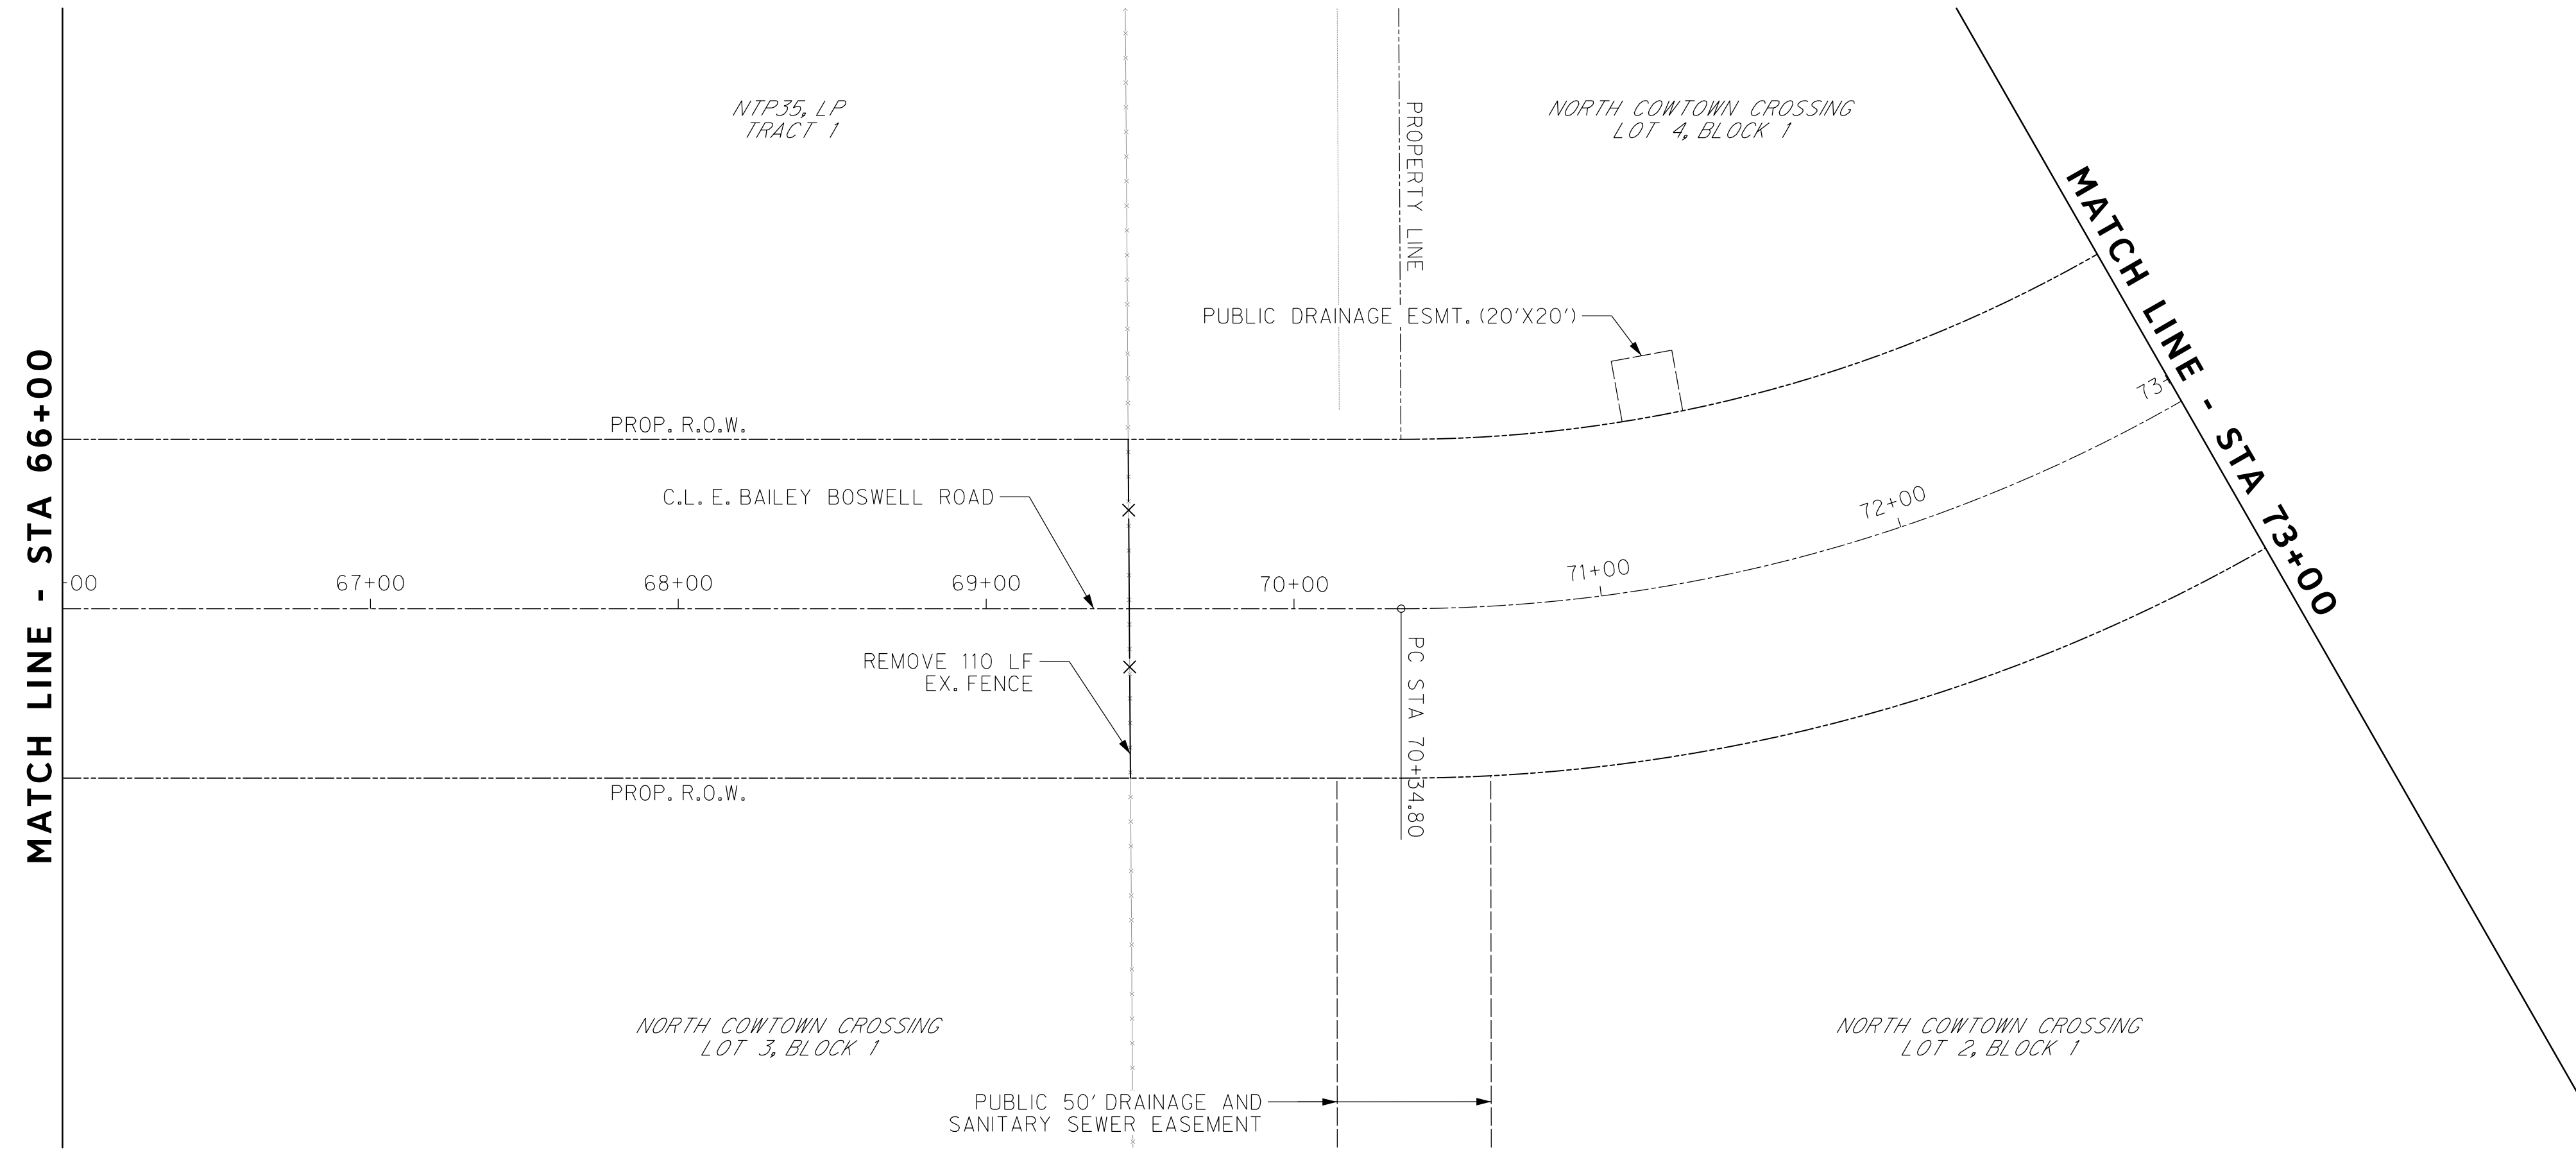 NTP35, LP
TRACT 1
NORTH COWTOWN CROSSING
LOT 4, BLOCK 1
PROPERTY LINE
MATCH LINE - STA 73+00
PUBLIC DRAINAGE ESMT. (20'X20')
MATCH LINE - STA 66+00
PROP. R.O.W.
C.L. E. BAILEY BOSWELL ROAD
73+
72+00
00
67+00
68+00
69+00
70+00
71+00
REMOVE 110 LF
EX. FENCE
PC STA 70+34.80
PROP. R.O.W.
NORTH COWTOWN CROSSING
LOT 3, BLOCK 1
NORTH COWTOWN CROSSING
LOT 2, BLOCK 1
PUBLIC 50' DRAINAGE AND
SANITARY SEWER EASEMENT